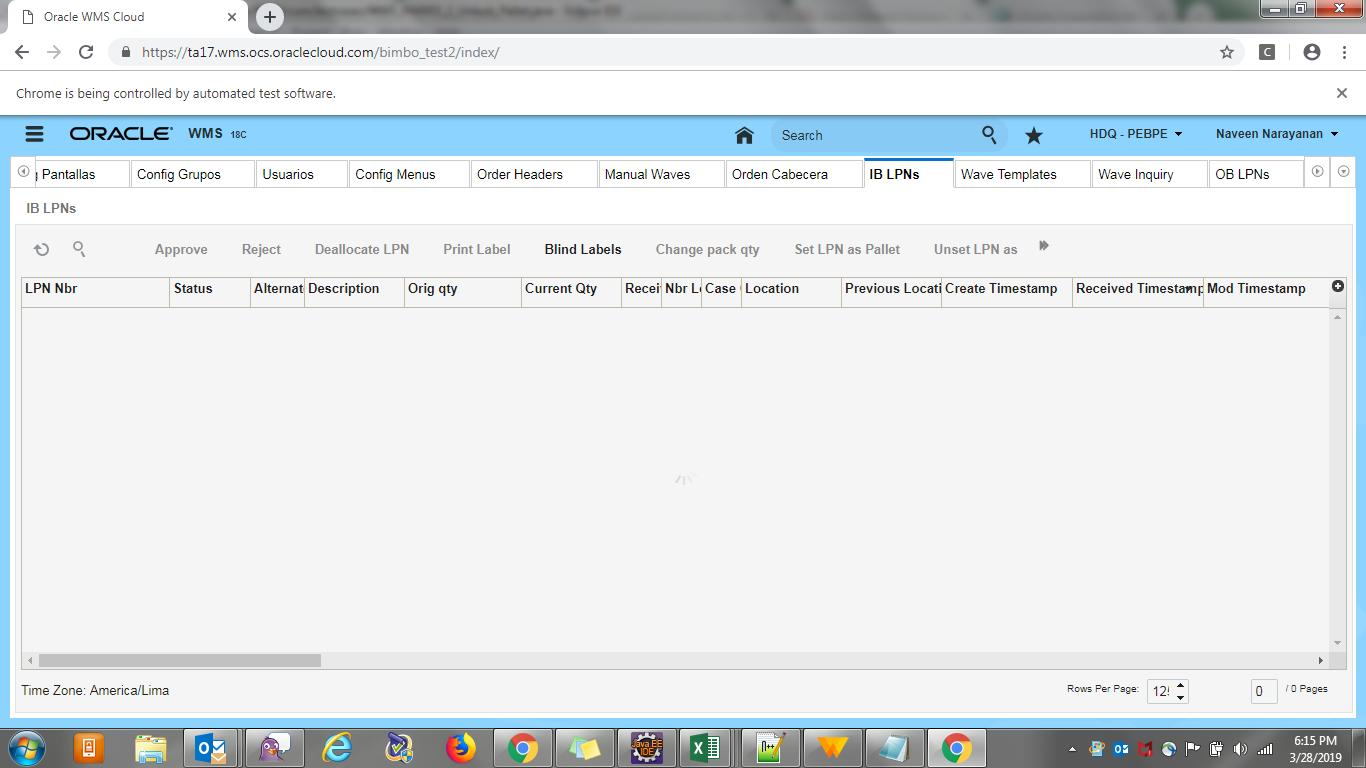 Oracle WMS Cloud
https://ta17.wms.ocs.oraclecloud.com/bimbo_test2/index/
Chrome is being controlled by automated test software.
ORACLE WMS 18C Search HDQ - PEBPE Naveen Narayanan
Pantallas Config Grupos Usuarios Config Menus Order Headers Manual Waves Orden Cabecera IB LPNs Wave Templates Wave Inquiry OB LPNs
IB LPNs
Approve Reject Deallocate LPN Print Label Blind Labels Change pack qty Set LPN as Pallet Unset LPN as
LPN Nbr Status Alternat Description Orig qty Current Qty Recei Nbr L Case Location Previous Locati Create Timestamp Received Timestamp Mod Timestamp
Time Zone: America/Lima Rows Per Page: 12 0 / 0 Pages
Java EE
IDE
6:15 PM
3/28/2019